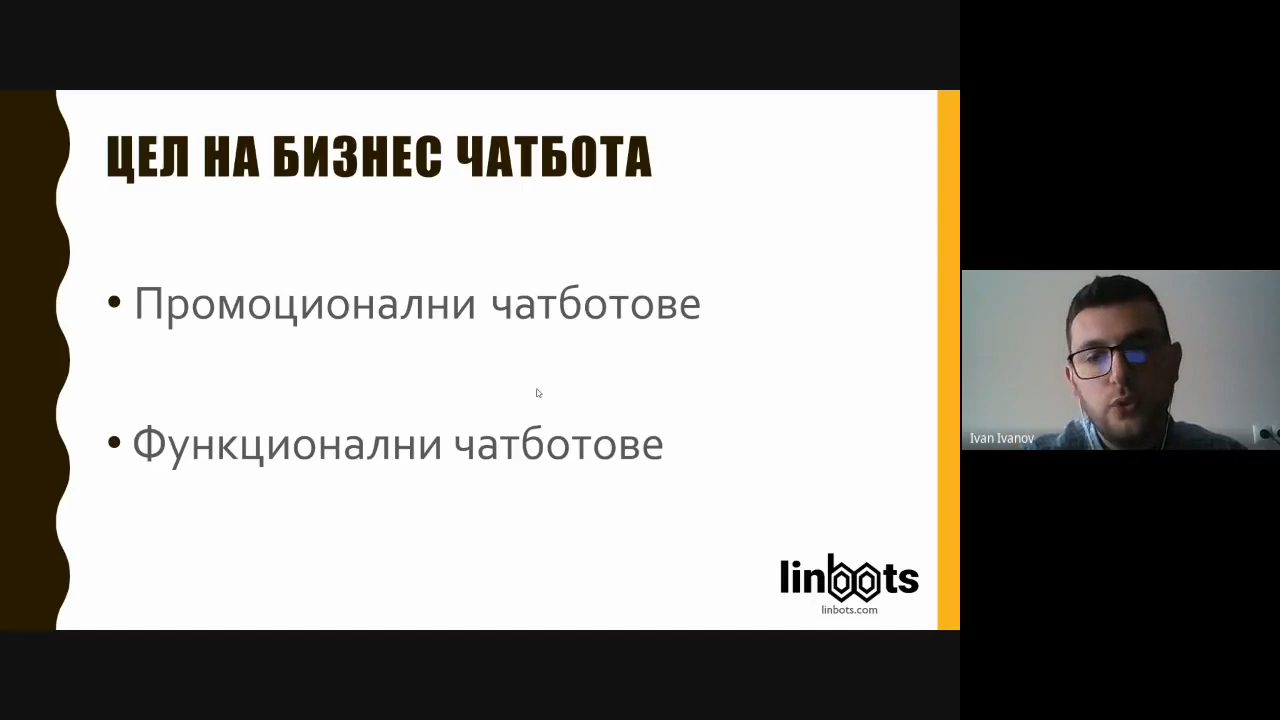 ЦЕЛ НА БИЗНЕС ЧАТБОТА
• Промоционални чатботове
• Функционални чатботове
linbots
linbots.com
Ivan Ivanov